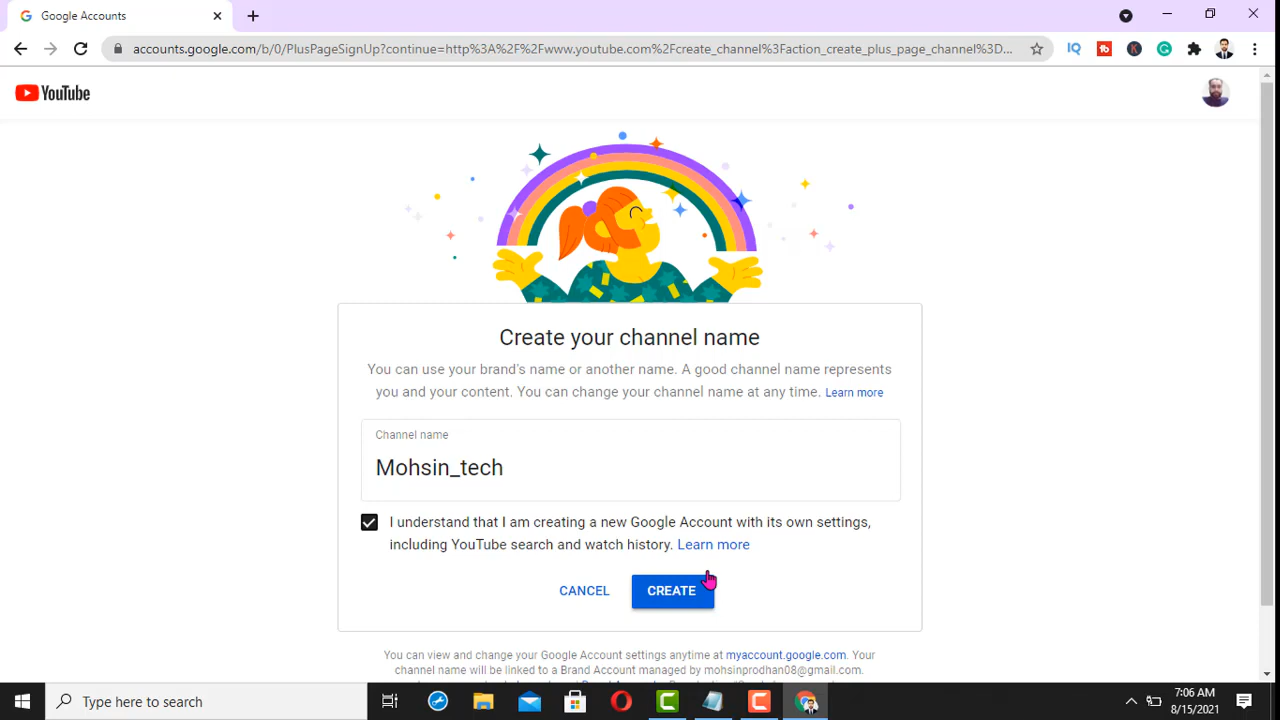 Google Accounts
accounts.google.com/b/0/PlusPageSignUp?continue=http%3A%2F%2Fwww.youtube.com%2Fcreate_channel%3Faction_create_plus_page_channel%3D...
YouTube
Create your channel name
You can use your brand's name or another name. A good channel name represents
you and your content. You can change your channel name at any time. Learn more
Channel name
Mohsin_tech
I understand that I am creating a new Google Account with its own settings,
including YouTube search and watch history. Learn more
CANCEL CREATE
You can view and change your Google Account settings anytime at myaccount.google.com. Your
channel name will be linked to a Brand Account managed by mohsinprodhan08@gmail.com.
Type here to search
7:06 AM
8/15/2021